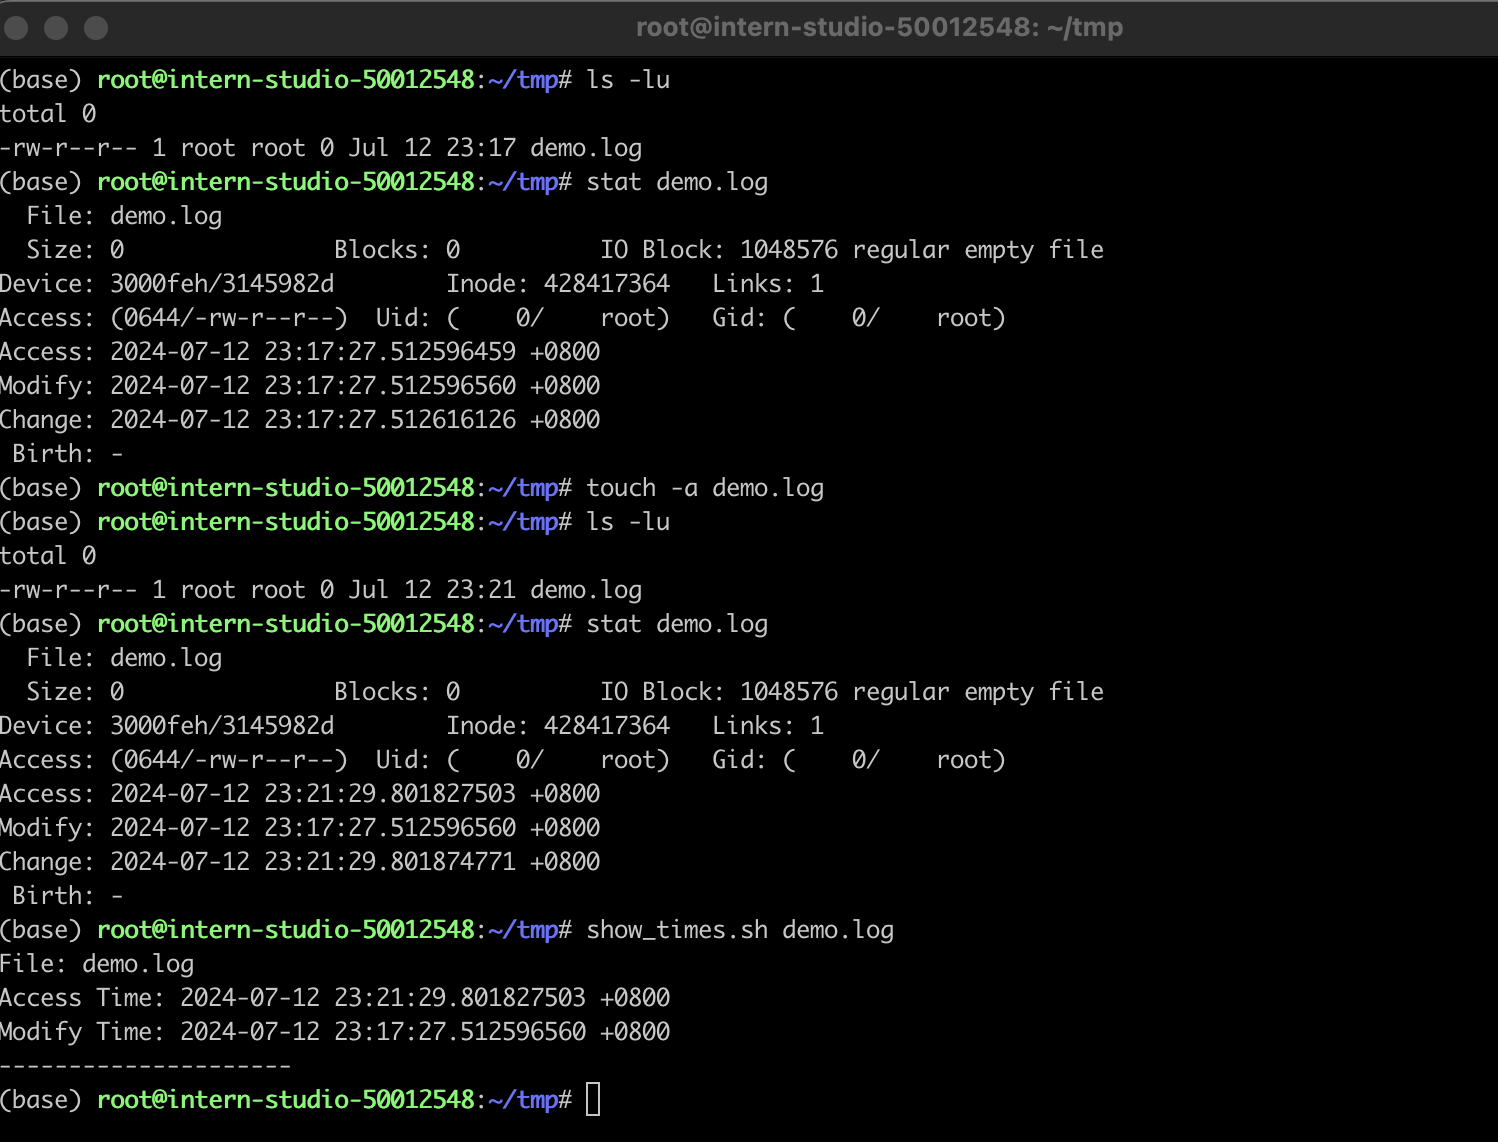 root@intern-studio-50012548: ~/tmp
(base) root@intern-studio-50012548:~/tmp# ls -lu
total 0
-rw-r--r-- 1 root root 0 Jul 12 23:17 demo.log
(base) root@intern-studio-50012548:~/tmp# stat demo.log
  File: demo.log
  Size: 0               Blocks: 0          IO Block: 1048576 regular empty file
Device: 3000feh/3145982d        Inode: 428417364   Links: 1
Access: (0644/-rw-r--r--)  Uid: (    0/    root)   Gid: (    0/    root)
Access: 2024-07-12 23:17:27.512596459 +0800
Modify: 2024-07-12 23:17:27.512596560 +0800
Change: 2024-07-12 23:17:27.512616126 +0800
 Birth: -
(base) root@intern-studio-50012548:~/tmp# touch -a demo.log
(base) root@intern-studio-50012548:~/tmp# ls -lu
total 0
-rw-r--r-- 1 root root 0 Jul 12 23:21 demo.log
(base) root@intern-studio-50012548:~/tmp# stat demo.log
  File: demo.log
  Size: 0               Blocks: 0          IO Block: 1048576 regular empty file
Device: 3000feh/3145982d        Inode: 428417364   Links: 1
Access: (0644/-rw-r--r--)  Uid: (    0/    root)   Gid: (    0/    root)
Access: 2024-07-12 23:21:29.801827503 +0800
Modify: 2024-07-12 23:17:27.512596560 +0800
Change: 2024-07-12 23:21:29.801874771 +0800
 Birth: -
(base) root@intern-studio-50012548:~/tmp# show_times.sh demo.log
File: demo.log
Access Time: 2024-07-12 23:21:29.801827503 +0800
Modify Time: 2024-07-12 23:17:27.512596560 +0800
---------------------
(base) root@intern-studio-50012548:~/tmp#